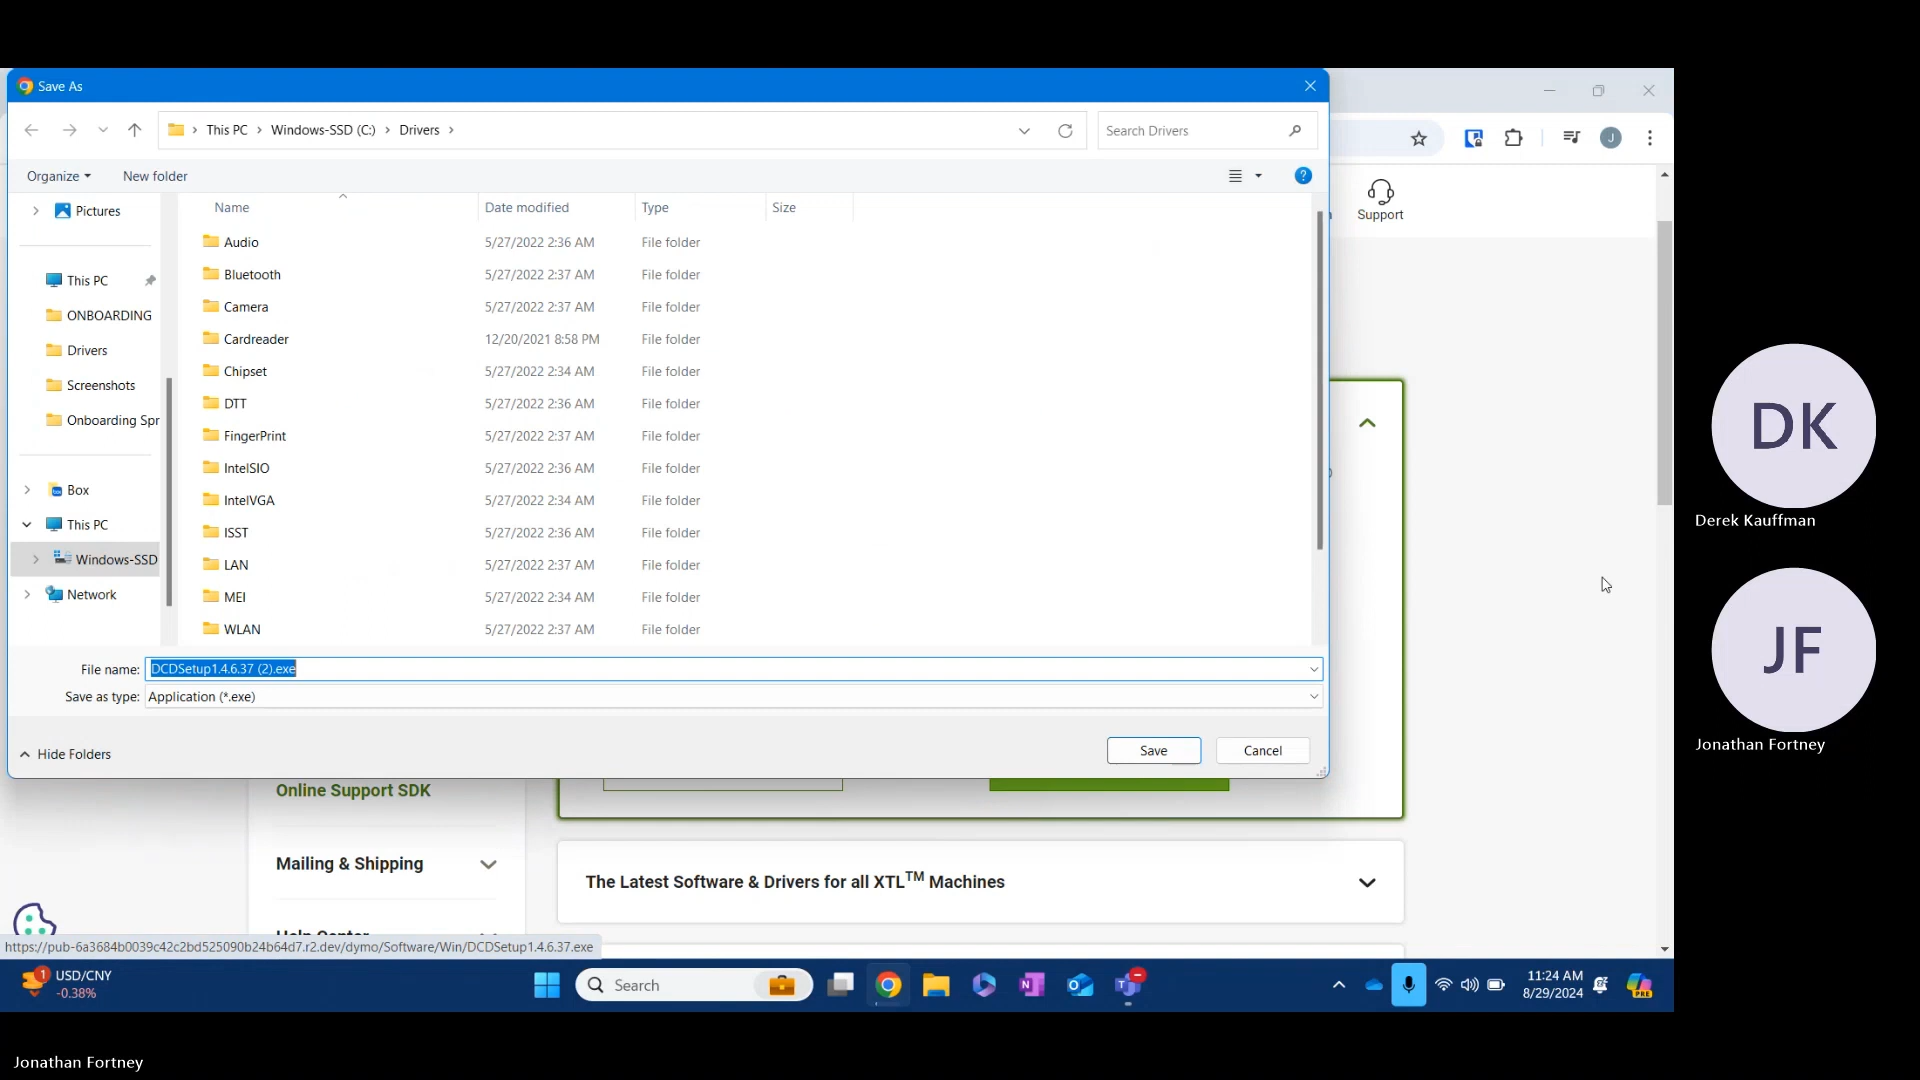 Save As
This PC > Windows-SSD (C:) > Drivers >
Search Drivers
Organize
New folder
?
Pictures
This PC
ONBOARDING
Drivers
Screenshots
Onboarding Spr
Box
This PC
Windows-SSD
Network
Name Date modified Type Size
Audio 5/27/2022 2:36 AM File folder
Bluetooth 5/27/2022 2:37 AM File folder
Camera 5/27/2022 2:37 AM File folder
Cardreader 12/20/2021 8:58 PM File folder
Chipset 5/27/2022 2:34 AM File folder
DTT 5/27/2022 2:36 AM File folder
FingerPrint 5/27/2022 2:37 AM File folder
IntelSIO 5/27/2022 2:36 AM File folder
IntelVGA 5/27/2022 2:34 AM File folder
ISST 5/27/2022 2:36 AM File folder
LAN 5/27/2022 2:37 AM File folder
MEI 5/27/2022 2:34 AM File folder
WLAN 5/27/2022 2:37 AM File folder
File name: DCDSetup1.4.6.37 (2).exe
Save as type: Application (*.exe)
Hide Folders
Save
Cancel
J
Support
Online Support SDK
Mailing & Shipping
Help Center
The Latest Software & Drivers for all XTL™ Machines
https://pub-6a3684b0039c42c2bd525090b24b64d7.r2.dev/dymo/Software/Win/DCDSetup1.4.6.37.exe
1
USD/CNY
-0.38%
Search
11:24 AM
8/29/2024
PRE
DK
Derek Kauffman
JF
Jonathan Fortney
Jonathan Fortney